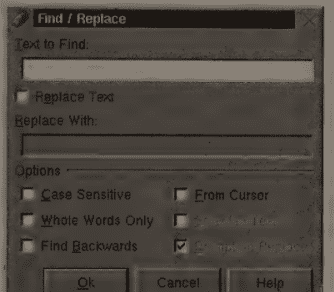 Find / Replace
Text to Find:
Replace Text
Replace With:
Options
Case Sensitive
From Cursor
Whole Words Only
Find Backwards
Ok
Cancel
Help